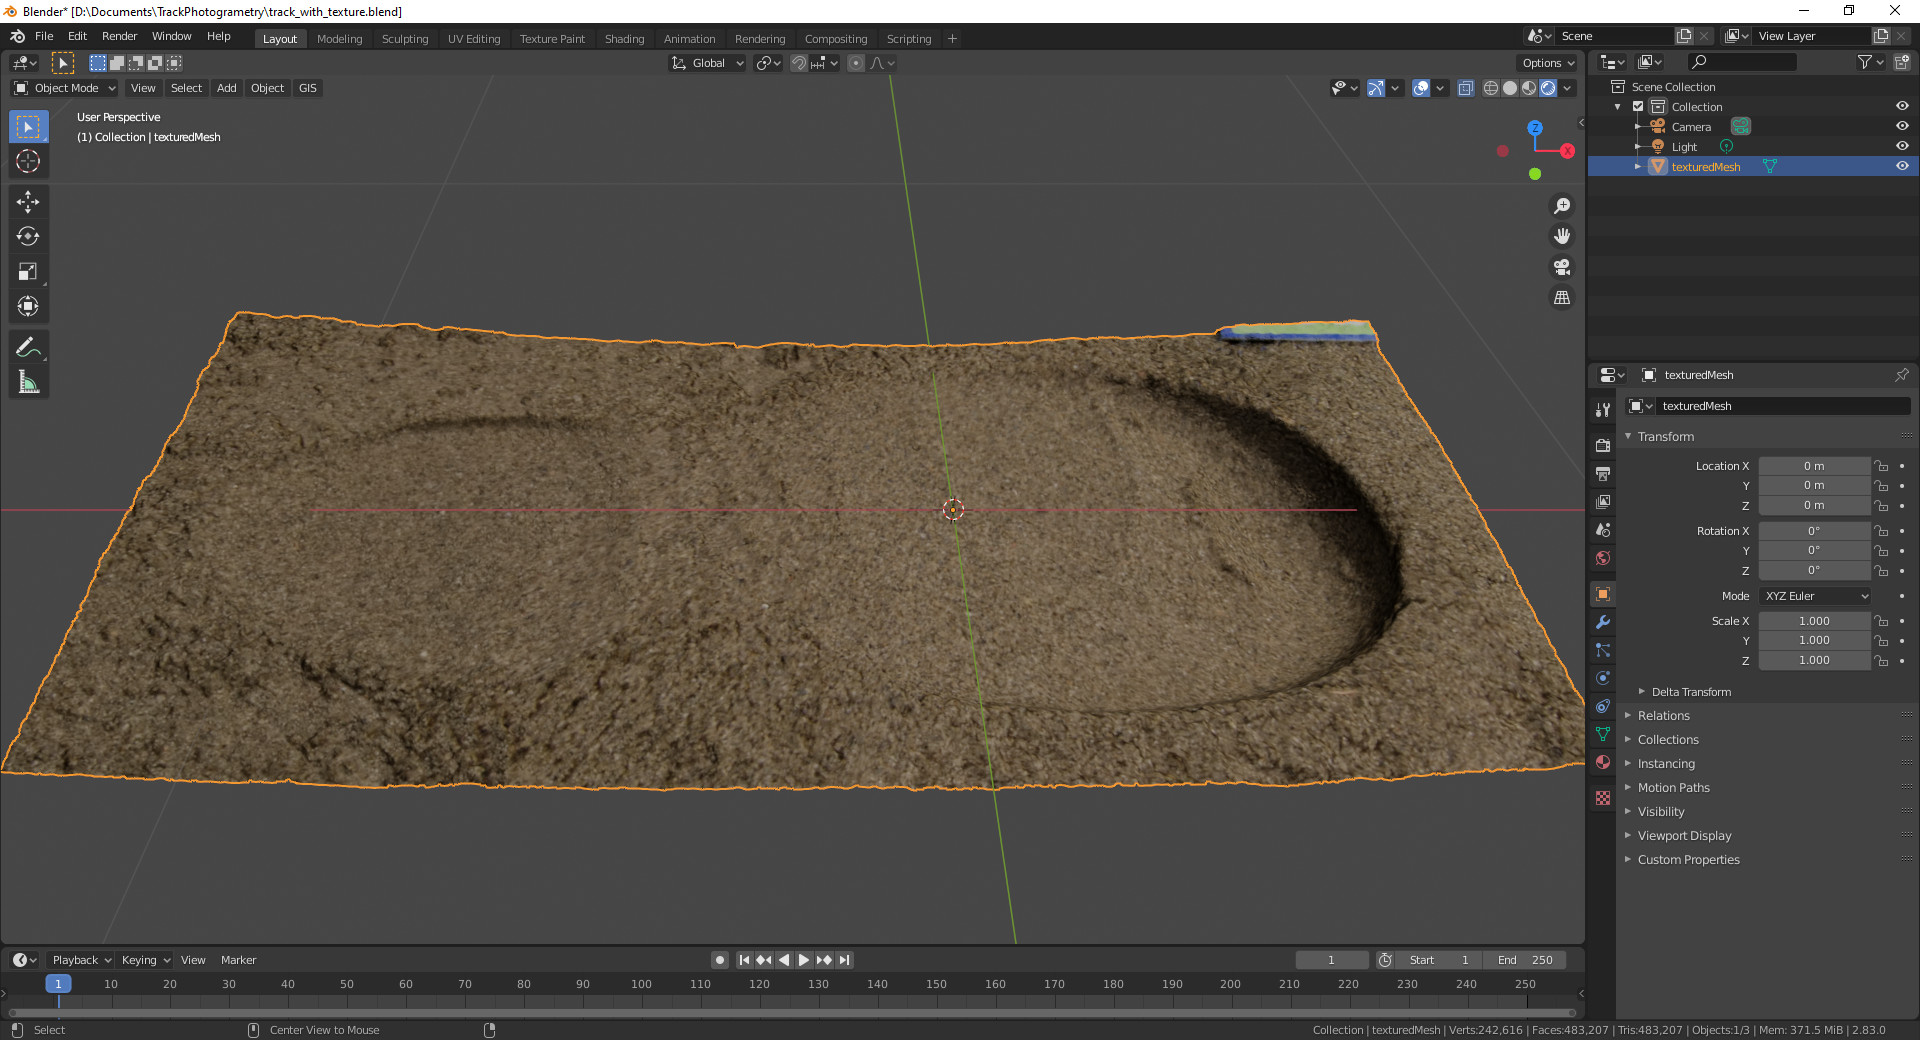 Blender* [D:\Documents\TrackPhotogrametry\track_with_texture.blend]
File Edit Render Window Help Layout Modeling Sculpting UV Editing Texture Paint Shading Animation Rendering Compositing Scripting + Scene View Layer
Global Options
Object Mode View Select Add Object GIS
User Perspective
(1) Collection | texturedMesh
Z
X
Scene Collection
Collection
Camera
Light
texturedMesh
texturedMesh
texturedMesh
Transform
Location X 0 m
Y 0 m
Z 0 m
Rotation X 0°
Y 0°
Z 0°
Mode XYZ Euler
Scale X 1.000
Y 1.000
Z 1.000
Delta Transform
Relations
Collections
Instancing
Motion Paths
Visibility
Viewport Display
Custom Properties
Playback Keying View Marker 1 Start 1 End 250
1 10 20 30 40 50 60 70 80 90 100 110 120 130 140 150 160 170 180 190 200 210 220 230 240 250
Select Center View to Mouse Collection | texturedMesh | Verts:242,616 | Faces:483,207 | Tris:483,207 | Objects:1/3 | Mem: 371.5 MiB | 2.83.0